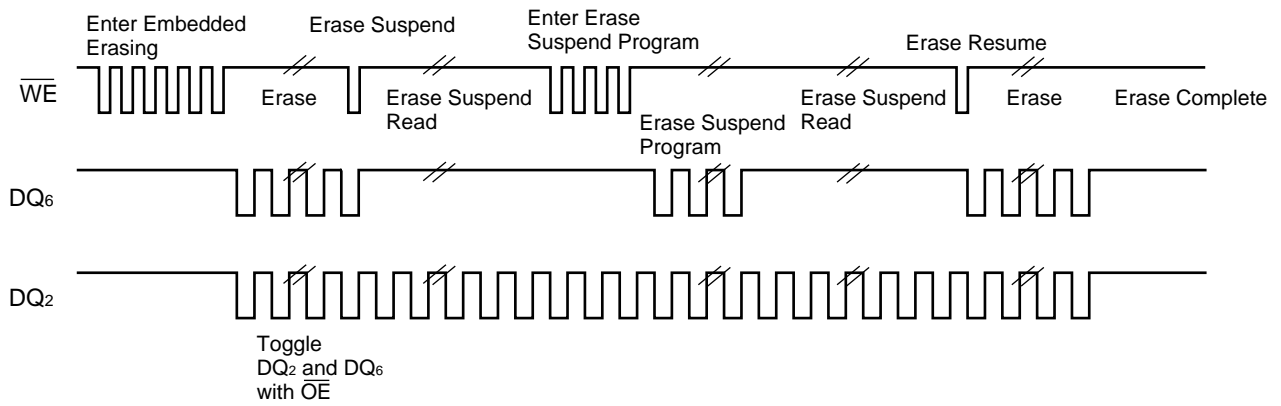 Enter Embedded
Erasing
Erase Suspend
Enter Erase
Suspend Program
Erase Resume
WE
Erase
Erase Suspend
Read
Erase Suspend
Program
Erase Suspend
Read
Erase
Erase Complete
DQ6
DQ2
Toggle
DQ2 and DQ6
with OE